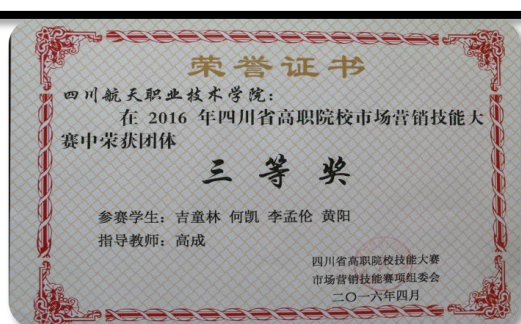 荣誉证书
四川航天职业技术学院：
在 2016 年四川省高职院校市场营销技能大
赛中荣获团体
三等奖
参赛学生：吉童林 何凯 李孟伦 黄阳
指导教师：高成
四川省高职院校技能大赛
市场营销技能赛项组委会
二〇一六年四月